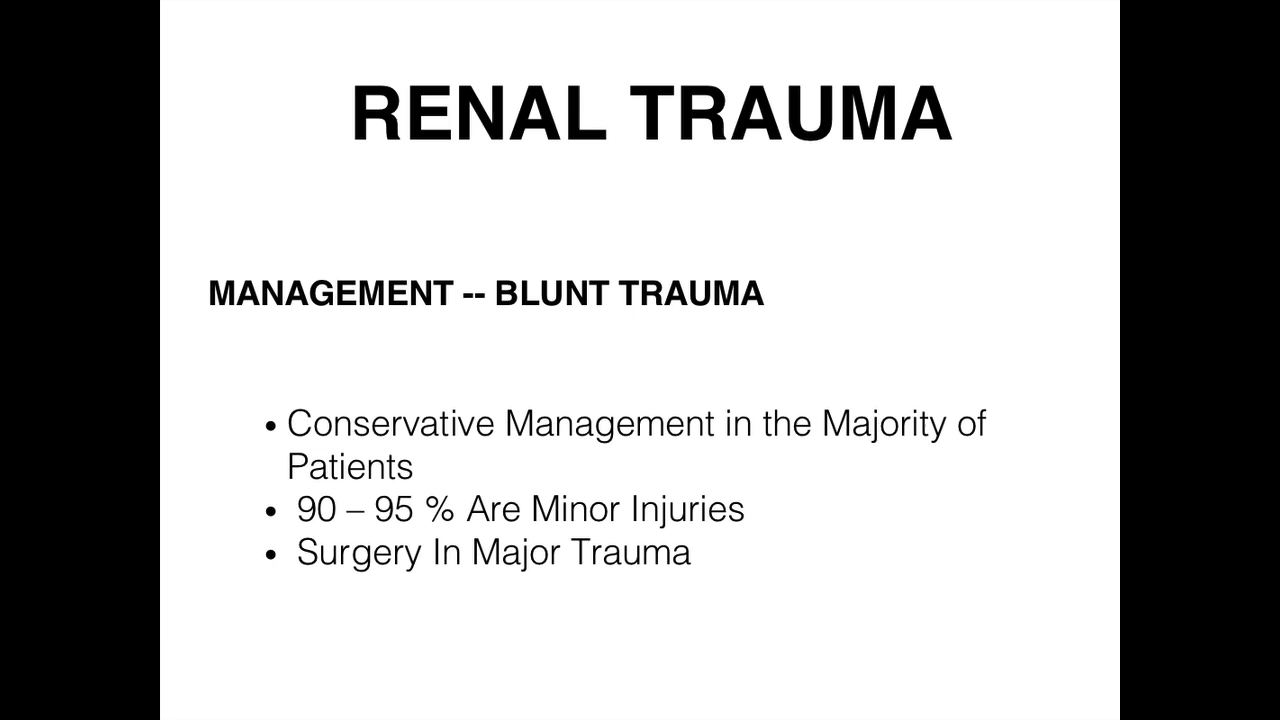 RENAL TRAUMA
MANAGEMENT -- BLUNT TRAUMA
• Conservative Management in the Majority of
Patients
• 90 – 95 % Are Minor Injuries
• Surgery In Major Trauma